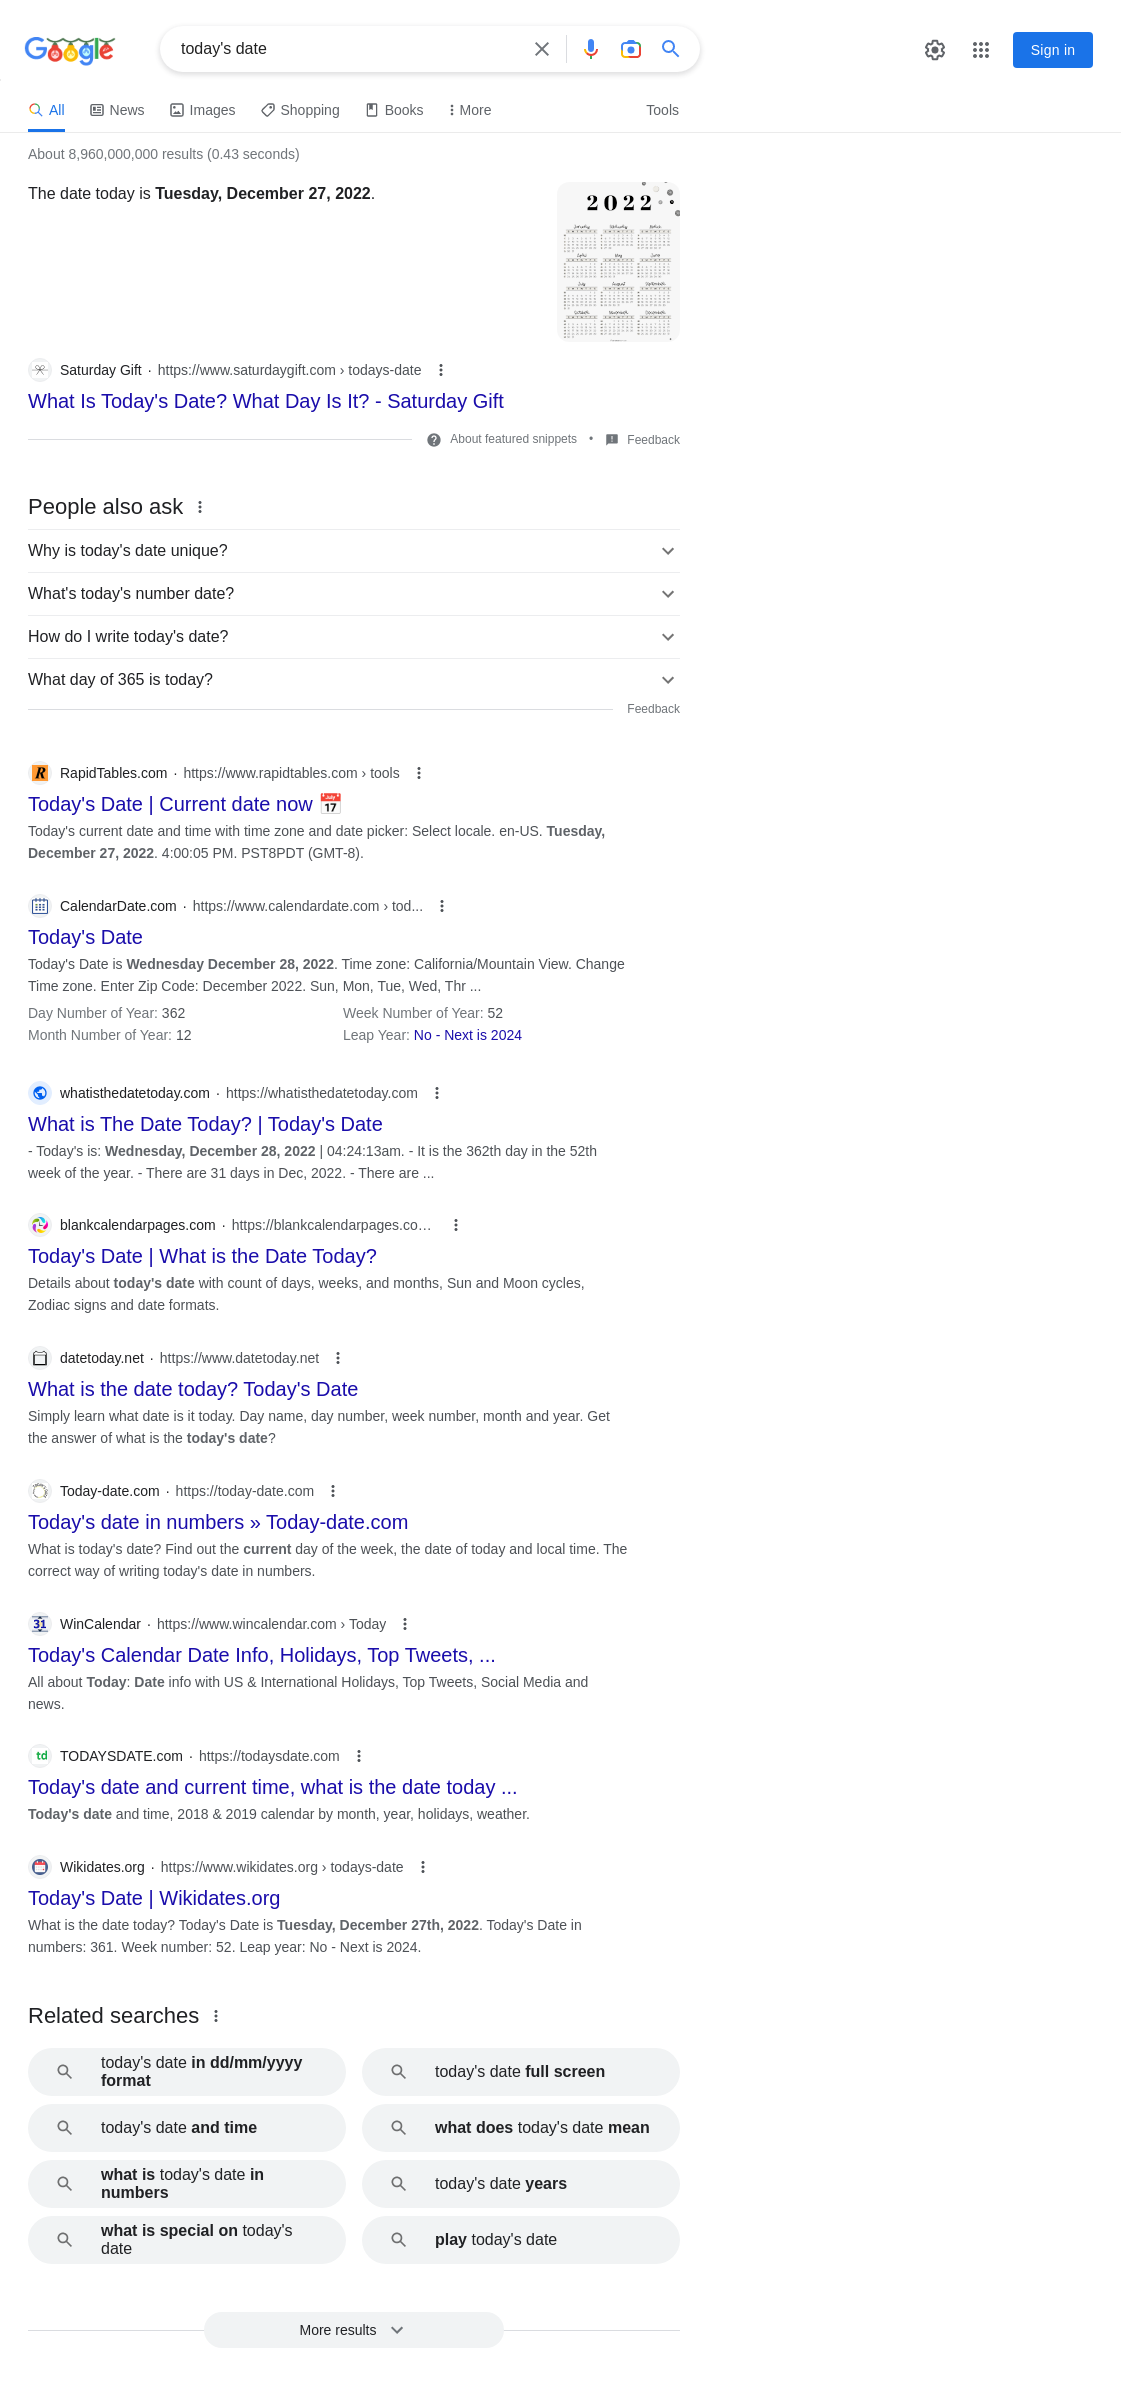 Google
today's date
Sign in
All
News
Images
Shopping
Books
More
Tools
About 8,960,000,000 results (0.43 seconds)
The date today is Tuesday, December 27, 2022.
2022
Saturday Gift · https://www.saturdaygift.com › todays-date
What Is Today's Date? What Day Is It? - Saturday Gift
About featured snippets • Feedback
People also ask
Why is today's date unique?
What's today's number date?
How do I write today's date?
What day of 365 is today?
Feedback
RapidTables.com · https://www.rapidtables.com › tools
Today's Date | Current date now 📅
Today's current date and time with time zone and date picker: Select locale. en-US. Tuesday,
December 27, 2022. 4:00:05 PM. PST8PDT (GMT-8).
CalendarDate.com · https://www.calendardate.com › tod...
Today's Date
Today's Date is Wednesday December 28, 2022. Time zone: California/Mountain View. Change
Time zone. Enter Zip Code: December 2022. Sun, Mon, Tue, Wed, Thr ...
Day Number of Year: 362
Week Number of Year: 52
Month Number of Year: 12
Leap Year: No - Next is 2024
whatisthedatetoday.com · https://whatisthedatetoday.com
What is The Date Today? | Today's Date
- Today's is: Wednesday, December 28, 2022 | 04:24:13am. - It is the 362th day in the 52th
week of the year. - There are 31 days in Dec, 2022. - There are ...
blankcalendarpages.com · https://blankcalendarpages.co…
Today's Date | What is the Date Today?
Details about today's date with count of days, weeks, and months, Sun and Moon cycles,
Zodiac signs and date formats.
datetoday.net · https://www.datetoday.net
What is the date today? Today's Date
Simply learn what date is it today. Day name, day number, week number, month and year. Get
the answer of what is the today's date?
Today-date.com · https://today-date.com
Today's date in numbers » Today-date.com
What is today's date? Find out the current day of the week, the date of today and local time. The
correct way of writing today's date in numbers.
31
WinCalendar · https://www.wincalendar.com › Today
Today's Calendar Date Info, Holidays, Top Tweets, ...
All about Today: Date info with US & International Holidays, Top Tweets, Social Media and
news.
td
TODAYSDATE.com · https://todaysdate.com
Today's date and current time, what is the date today ...
Today's date and time, 2018 & 2019 calendar by month, year, holidays, weather.
Wikidates.org · https://www.wikidates.org › todays-date
Today's Date | Wikidates.org
What is the date today? Today's Date is Tuesday, December 27th, 2022. Today's Date in
numbers: 361. Week number: 52. Leap year: No - Next is 2024.
Related searches
today's date in dd/mm/yyyy
format
today's date full screen
today's date and time
what does today's date mean
what is today's date in
numbers
today's date years
what is special on today's
date
play today's date
More results